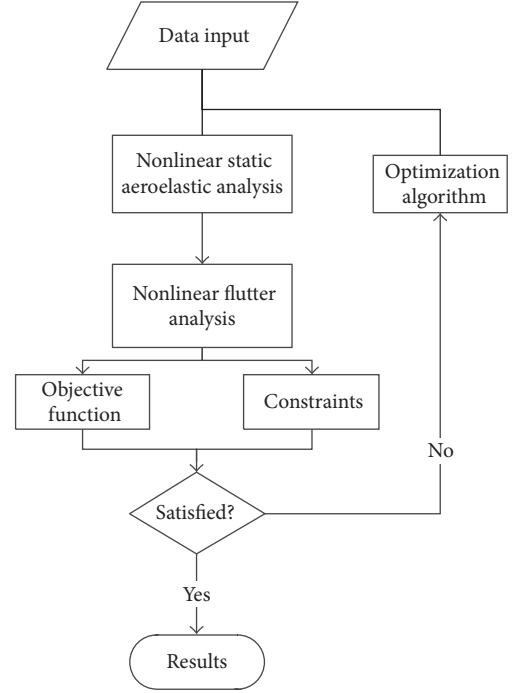 Data input
Nonlinear static
aeroelastic analysis
Optimization
algorithm
Nonlinear flutter
analysis
Objective
function
Constraints
No
Satisfied?
Yes
Results